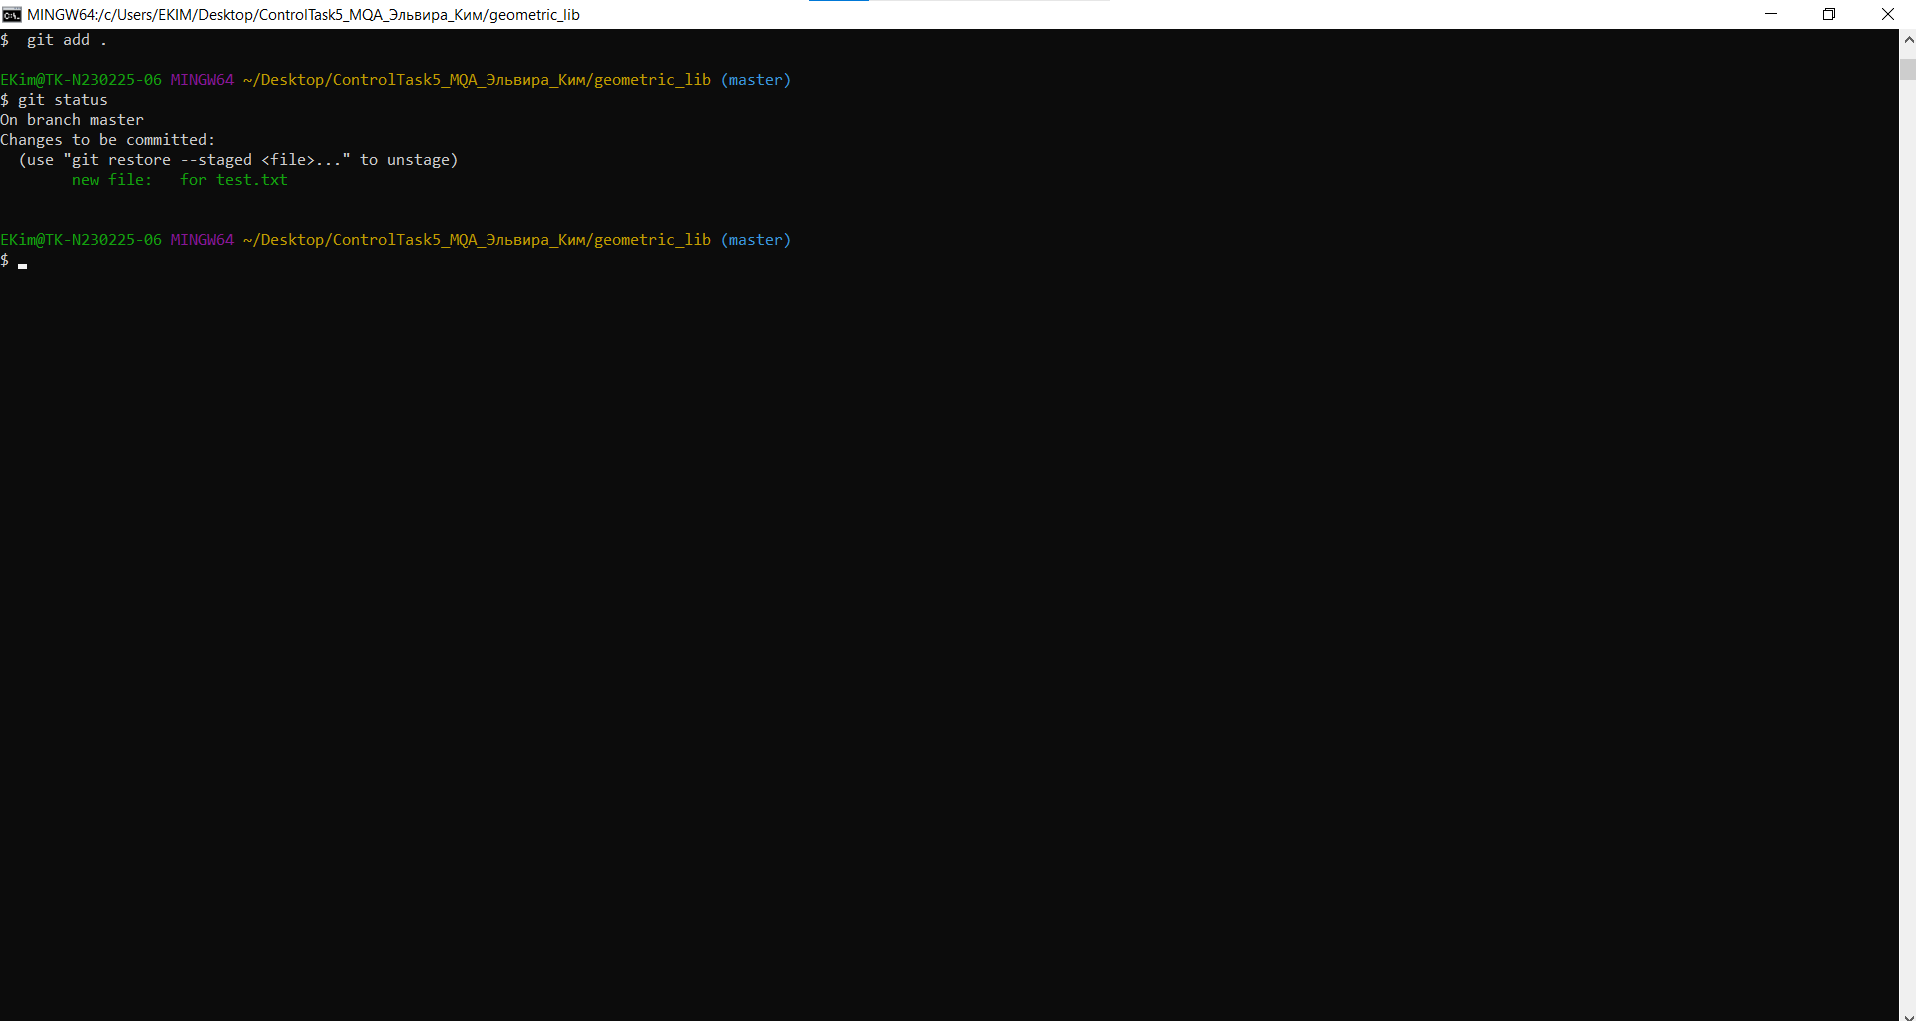 MINGW64:/c/Users/EKIM/Desktop/ControlTask5_MQA_Эльвира_Ким/geometric_lib
$  git add .
EKim@TK-N230225-06 MINGW64 ~/Desktop/ControlTask5_MQA_Эльвира_Ким/geometric_lib (master)
$ git status
On branch master
Changes to be committed:
  (use "git restore --staged <file>..." to unstage)
        new file:   for test.txt
EKim@TK-N230225-06 MINGW64 ~/Desktop/ControlTask5_MQA_Эльвира_Ким/geometric_lib (master)
$